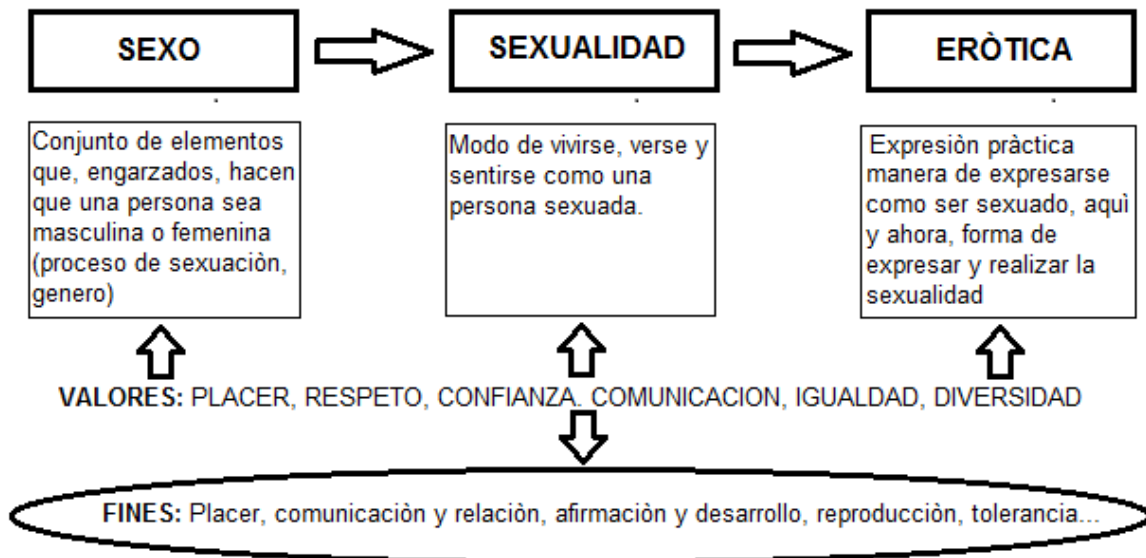 SEXO
SEXUALIDAD
ERÒTICA
Conjunto de elementos
que, engarzados, hacen
que una persona sea
masculina o femenina
(proceso de sexuaciòn,
genero)
Modo de vivirse, verse y
sentirse como una
persona sexuada.
Expresiòn pràctica
manera de expresarse
como ser sexuado, aquì
y ahora, forma de
expresar y realizar la
sexualidad
VALORES: PLACER, RESPETO, CONFIANZA. COMUNICACION, IGUALDAD, DIVERSIDAD
FINES: Placer, comunicaciòn y relaciòn, afirmaciòn y desarrollo, reproducciòn, tolerancia...